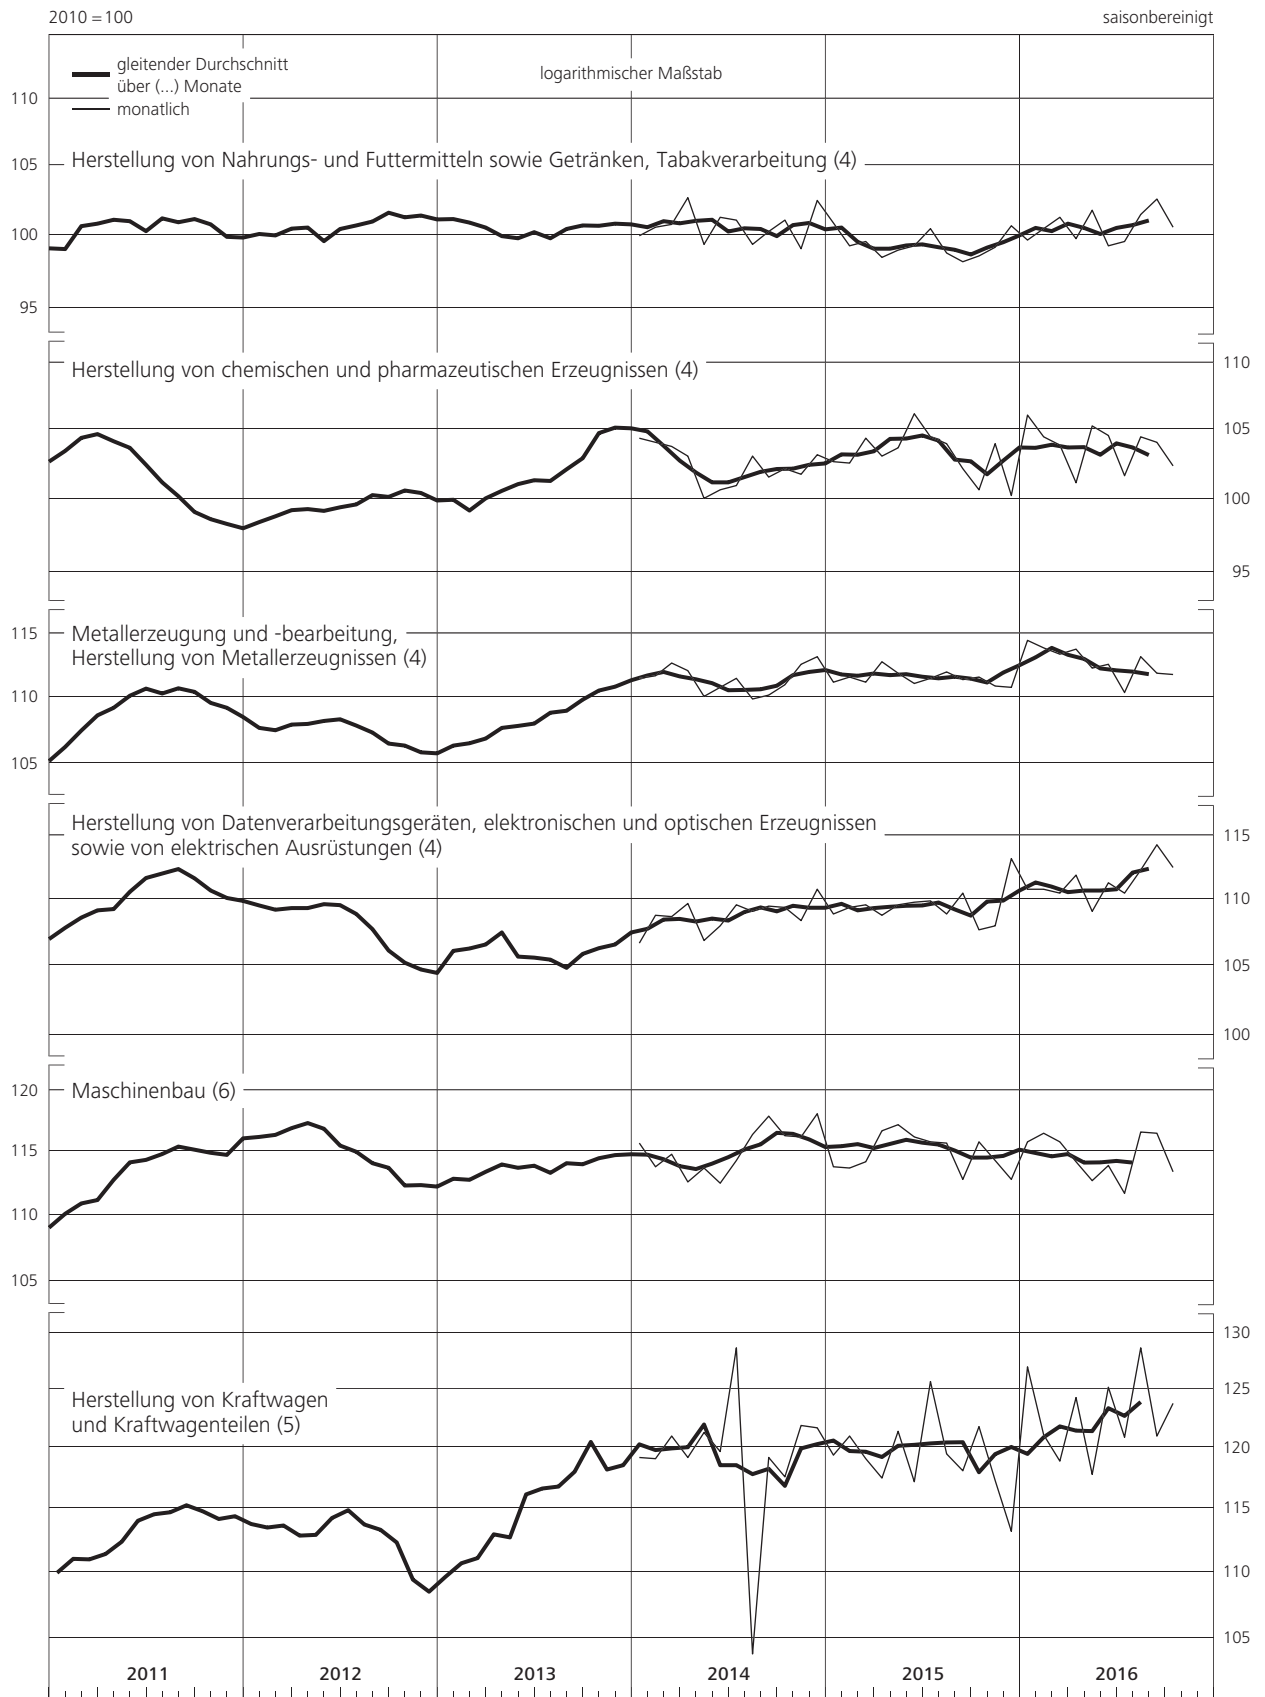 2010 = 100
saisonbereinigt
gleitender Durchschnitt
über (...) Monate
monatlich
logarithmischer Maßstab
110
105
100
95
Herstellung von Nahrungs- und Futtermitteln sowie Getränken, Tabakverarbeitung (4)
Herstellung von chemischen und pharmazeutischen Erzeugnissen (4)
110
105
100
95
Metallerzeugung und -bearbeitung,
Herstellung von Metallerzeugnissen (4)
115
110
105
Herstellung von Datenverarbeitungsgeräten, elektronischen und optischen Erzeugnissen
sowie von elektrischen Ausrüstungen (4)
115
110
105
100
Maschinenbau (6)
120
115
110
105
Herstellung von Kraftwagen
und Kraftwagenteilen (5)
130
125
120
115
110
105
2011 2012 2013 2014 2015 2016